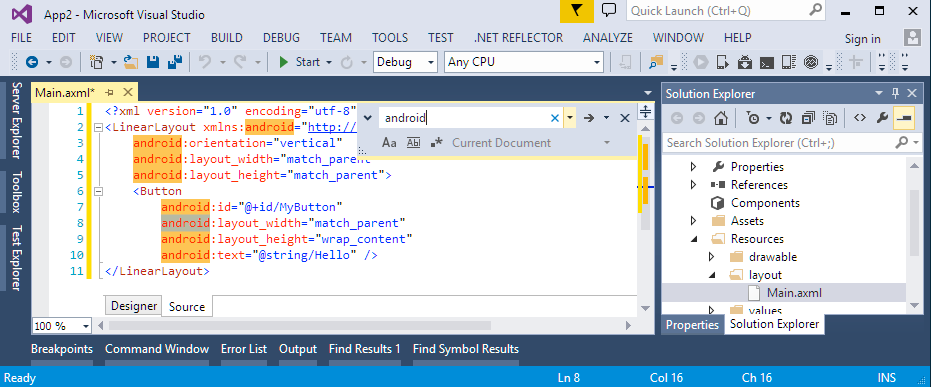 App2 - Microsoft Visual Studio
Quick Launch (Ctrl+Q)
FILE EDIT VIEW PROJECT BUILD DEBUG TEAM TOOLS TEST .NET REFLECTOR ANALYZE WINDOW HELP Sign in
Start Debug Any CPU
Server Explorer
Toolbox
Test Explorer
Main.axml*
1 <?xml version="1.0" encoding="utf-8"
2 <LinearLayout xmlns:android="http://
3 android:orientation="vertical"
4 android:layout_width="match_parent"
5 android:layout_height="match_parent">
6 <Button
7 android:id="@+id/MyButton"
8 android:layout_width="match_parent"
9 android:layout_height="wrap_content"
10 android:text="@string/Hello" />
11 </LinearLayout>
android
Aa Ab Current Document
Designer Source
100 %
Solution Explorer
Search Solution Explorer (Ctrl+;)
Properties
References
Components
Assets
Resources
drawable
layout
Main.axml
values
Properties Solution Explorer
Breakpoints Command Window Error List Output Find Results 1 Find Symbol Results
Ready Ln 8 Col 16 Ch 16 INS